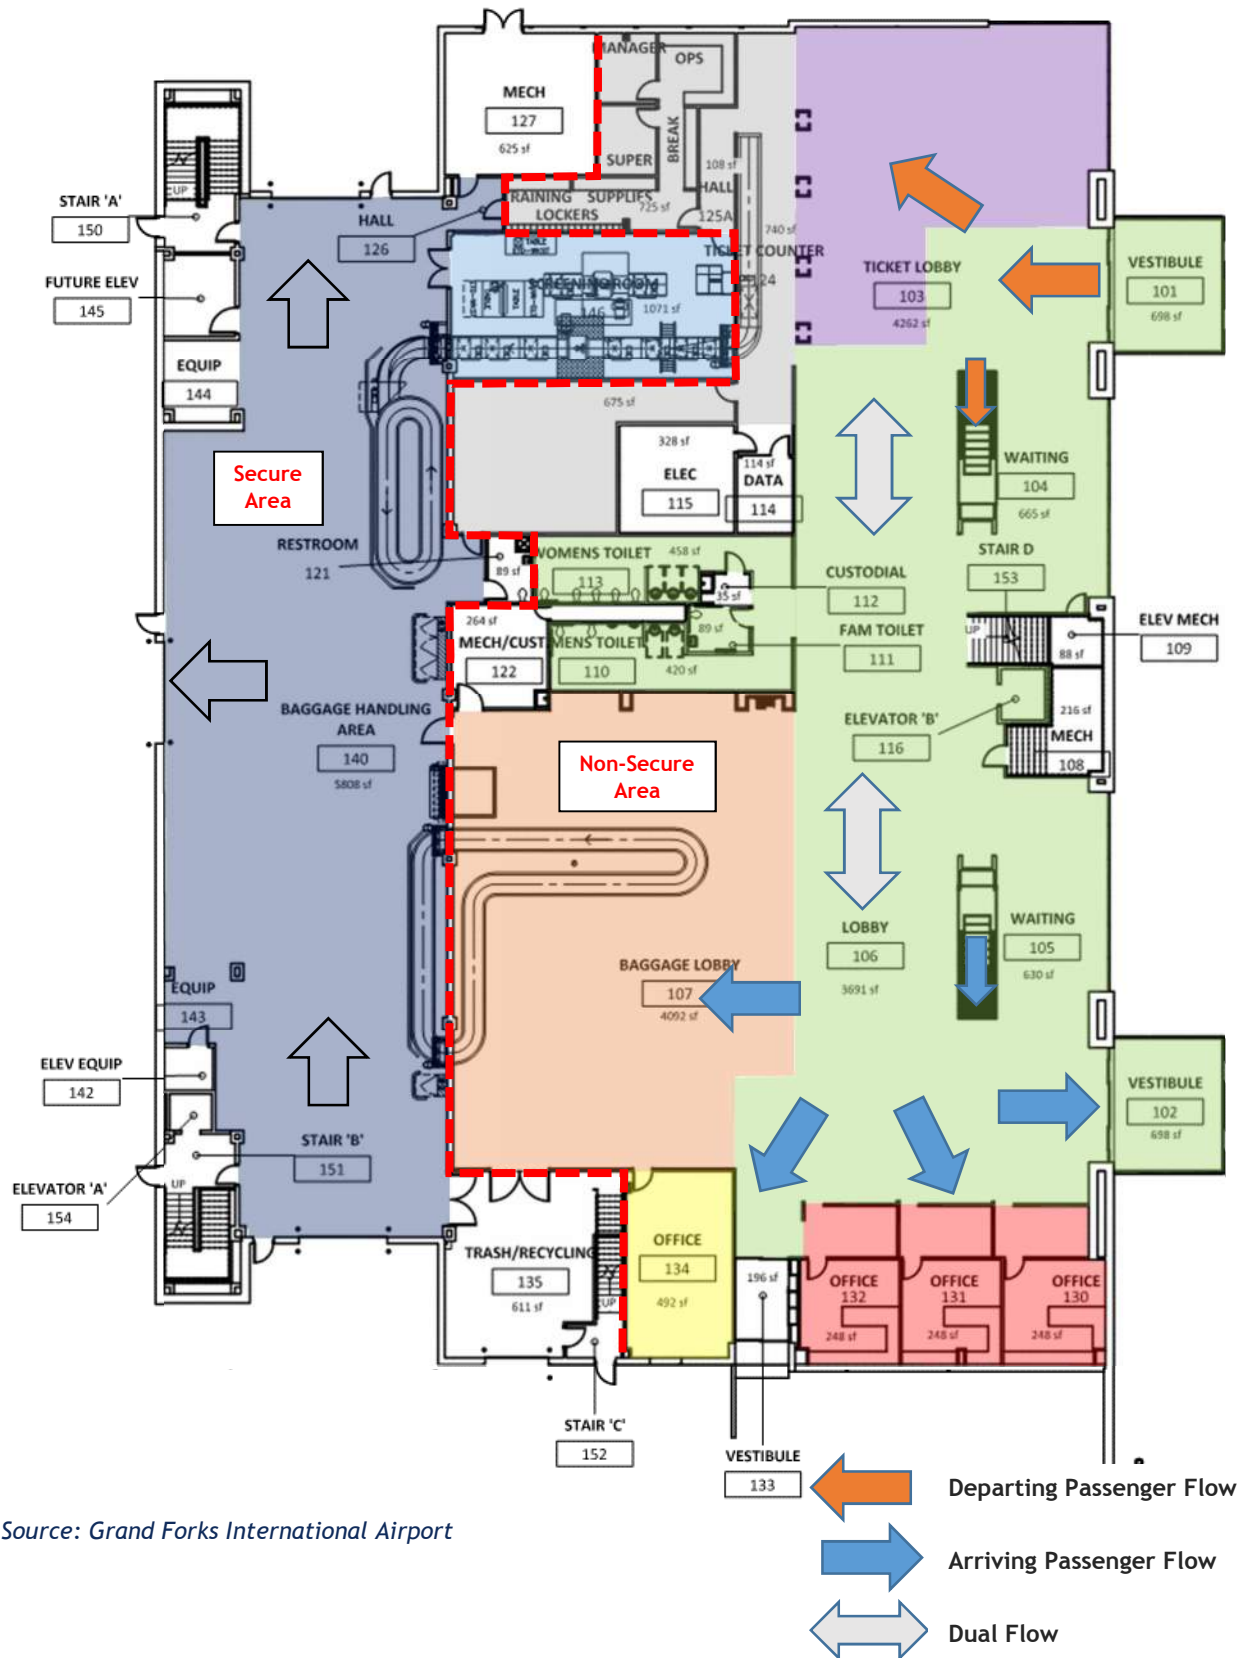 MANAGER
OPS
MECH
127
625 sf
BREAK
SUPER
108 sf
HALL
125A
RAINING
LOCKERS
SUPPLIES
725 sf
740 sf
STAIR 'A'
150
UP
HALL
126
TABLE
TICKET COUNTER
124
TICKET LOBBY
103
4262 sf
VESTIBULE
101
698 sf
FUTURE ELEV
145
SCREENING ROOM
146
1071 sf
TABLE
TABLE
EQUIP
144
675 sf
328 sf
ELEC
115
114 sf
DATA
114
WAITING
104
665 sf
Secure
Area
RESTROOM
121
89 sf
WOMENS TOILET
458 sf
113
35 sf
CUSTODIAL
112
STAIR D
153
264 sf
MECH/CUST
122
MENS TOILET
110
420 sf
89 sf
FAM TOILET
111
UP
88 sf
ELEV MECH
109
BAGGAGE HANDLING
AREA
140
5808 sf
Non-Secure
Area
ELEVATOR 'B'
116
216 sf
MECH
108
LOBBY
106
3691 sf
WAITING
105
630 sf
BAGGAGE LOBBY
107
4092 sf
EQUIP
143
ELEV EQUIP
142
STAIR 'B'
151
VESTIBULE
102
698 sf
ELEVATOR 'A'
154
UP
TRASH/RECYCLING
135
611 sf
UP
OFFICE
134
492 sf
196 sf
OFFICE
132
248 sf
OFFICE
131
248 sf
OFFICE
130
248 sf
STAIR 'C'
152
VESTIBULE
133
Departing Passenger Flow
Source: Grand Forks International Airport
Arriving Passenger Flow
Dual Flow